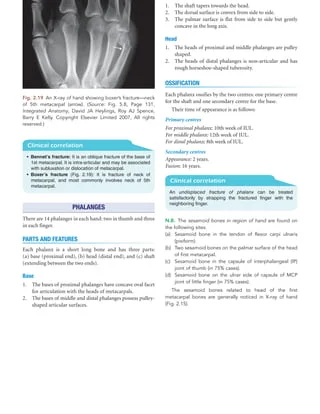 Fig. 2.19 An X-ray of hand showing boxer's fracture—neck
of 5th metacarpal (arrow). (Source: Fig. 5.8, Page 131,
Integrated Anatomy, David JA Heylings, Roy AJ Spence,
Barry E Kelly. Copyright Elsevier Limited 2007, All rights
reserved.)
Clinical correlation
• Bennet's fracture: It is an oblique fracture of the base of
1st metacarpal. It is intra-articular and may be associated
with subluxation or dislocation of metacarpal.
• Boxer's fracture (Fig. 2.19): It is fracture of neck of
metacarpal, and most commonly involves neck of 5th
metacarpal.
PHALANGES
There are 14 phalanges in each hand: two in thumb and three
in each finger.
PARTS AND FEATURES
Each phalanx is a short long bone and has three parts:
(a) base (proximal end), (b) head (distal end), and (c) shaft
(extending between the two ends).
Base
1. The bases of proximal phalanges have concave oval facet
for articulation with the heads of metacarpals.
2. The bases of middle and distal phalanges possess pulley-
shaped articular surfaces.
1. The shaft tapers towards the head.
2. The dorsal surface is convex from side to side.
3. The palmar surface is flat from side to side but gently
concave in the long axis.
Head
1. The heads of proximal and middle phalanges are pulley
shaped.
2. The heads of distal phalanges is non-articular and has
rough horseshoe-shaped tuberosity.
OSSIFICATION
Each phalanx ossifies by the two centres: one primary centre
for the shaft and one secondary centre for the base.
Their time of appearance is as follows:
Primary centres
For proximal phalanx: 10th week of IUL.
For middle phalanx: 12th week of IUL.
For distal phalanx: 8th week of IUL.
Secondary centres
Appearance: 2 years.
Fusion: 16 years.
Clinical correlation
An undisplaced fracture of phalanx can be treated
satisfactorily by strapping the fractured finger with the
neighboring finger.
N.B. The sesamoid bones in region of hand are found on
the following sites:
(a) Sesamoid bone in the tendon of flexor carpi ulnaris
(pisiform).
(b) Two sesamoid bones on the palmar surface of the head
of first metacarpal.
(c) Sesamoid bone in the capsule of interphalangeal (IP)
joint of thumb (in 75% cases).
(d) Sesamoid bone on the ulnar side of capsule of MCP
joint of little finger (in 75% cases).
The sesamoid bones related to head of the first
metacarpal bones are generally noticed in X-ray of hand
(Fig. 2.15).